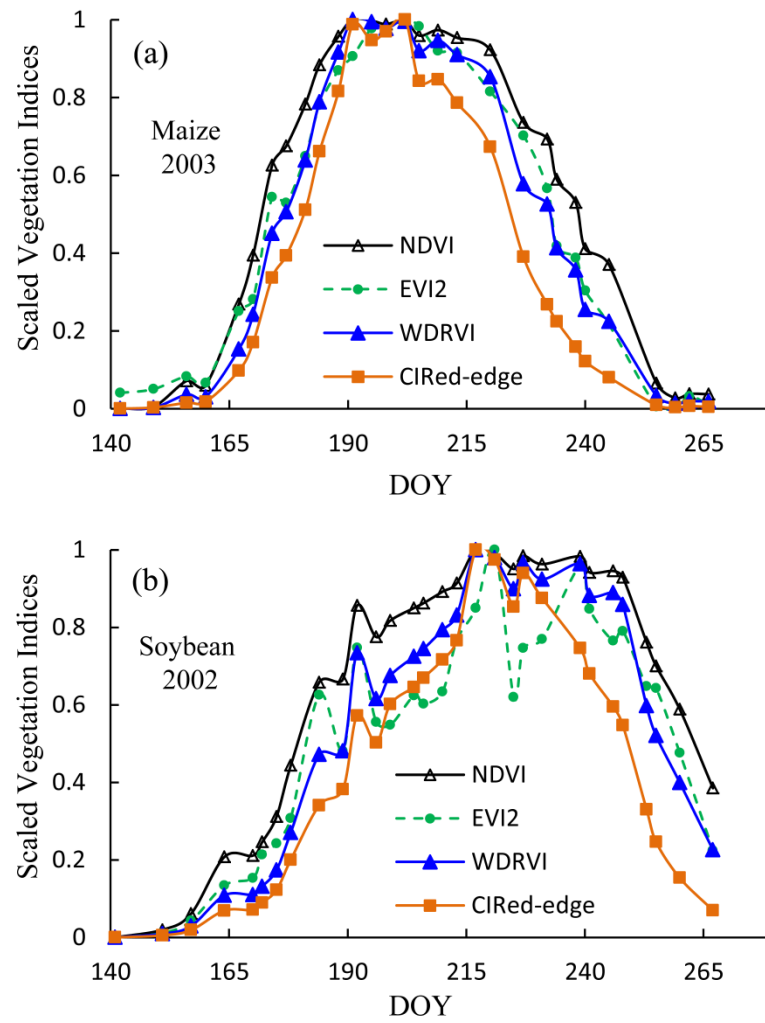 (a)
Maize
2003
Scaled Vegetation Indices
1
0.8
0.6
0.4
0.2
0
NDVI
EVI2
WDRVI
CIRed-edge
140 165 190 215 240 265
DOY
(b)
Soybean
2002
Scaled Vegetation Indices
1
0.8
0.6
0.4
0.2
0
NDVI
EVI2
WDRVI
CIRed-edge
140 165 190 215 240 265
DOY